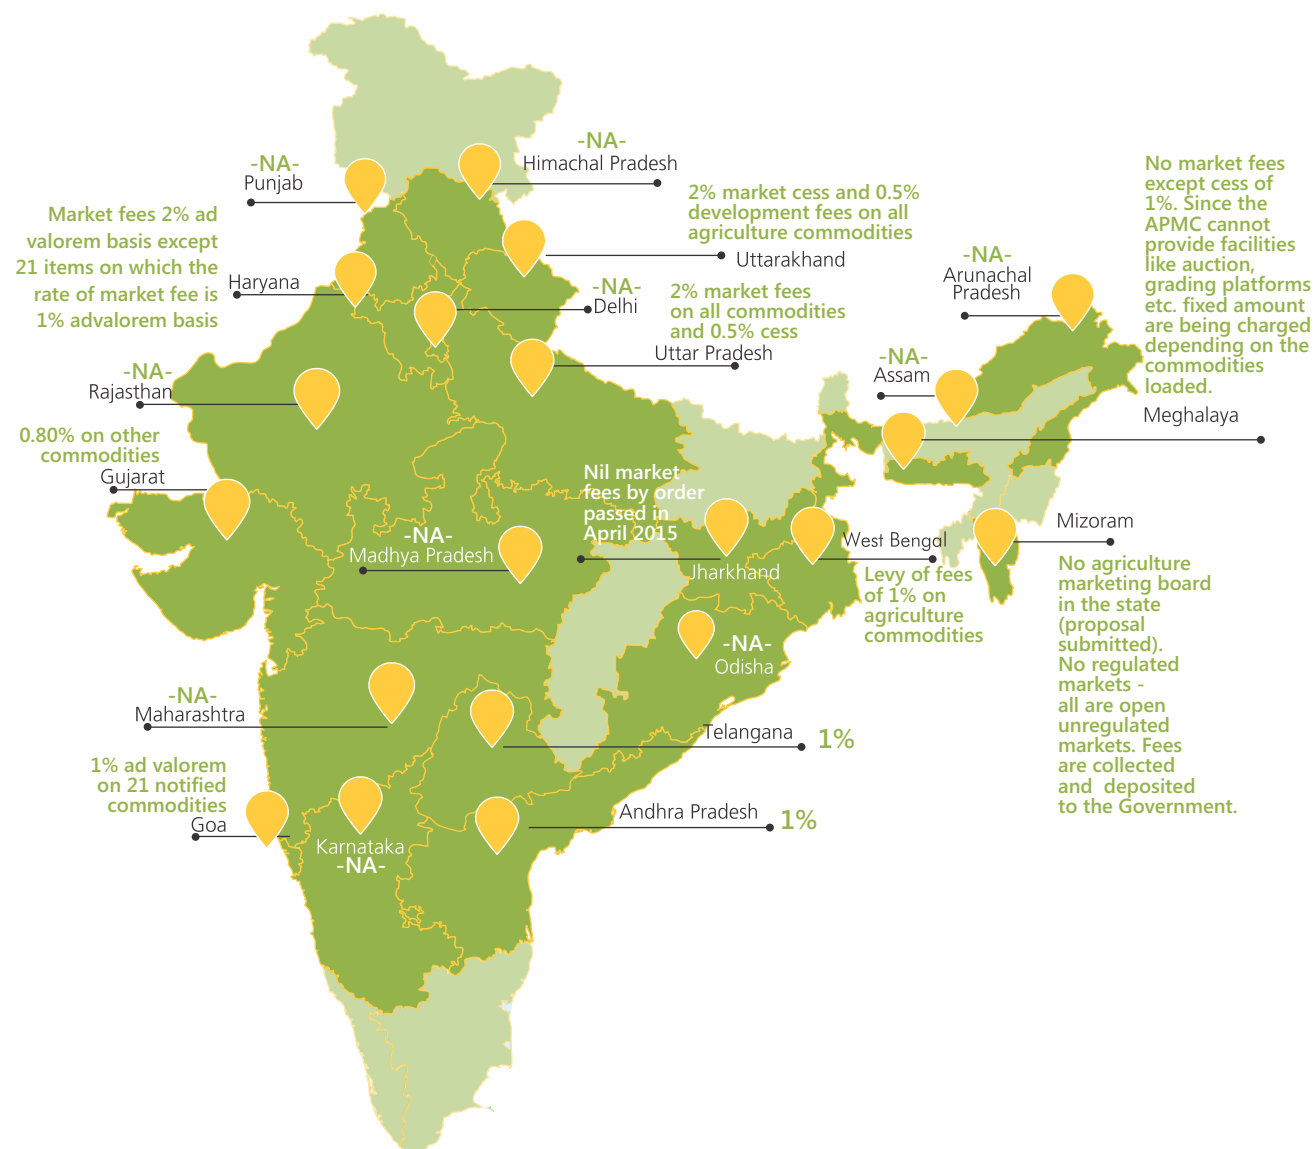 -NA-
Himachal Pradesh
-NA-
Punjab
2% market cess and 0.5%
development fees on all
agriculture commodities
Uttarakhand
Market fees 2% ad
valorem basis except
21 items on which the
rate of market fee is
1% advalorem basis
Haryana
-NA-
Delhi
2% market fees
on all commodities
and 0.5% cess
Uttar Pradesh
-NA-
Arunachal
Pradesh
-NA-
Assam
No market fees
except cess of
1%. Since the
APMC cannot
provide facilities
like auction,
grading platforms
etc. fixed amount
are being charged
depending on the
commodities
loaded.
Meghalaya
-NA-
Rajasthan
0.80% on other
commodities
Gujarat
-NA-
Madhya Pradesh
Nil market
fees by order
passed in
April 2015
Jharkhand
West Bengal
Levy of fees
of 1% on
agriculture
commodities
Mizoram
No agriculture
marketing board
in the state
(proposal
submitted).
No regulated
markets -
all are open
unregulated
markets. Fees
are collected
and deposited
to the Government.
-NA-
Odisha
-NA-
Maharashtra
Telangana
1%
1% ad valorem
on 21 notified
commodities
Goa
Andhra Pradesh
1%
Karnataka
-NA-